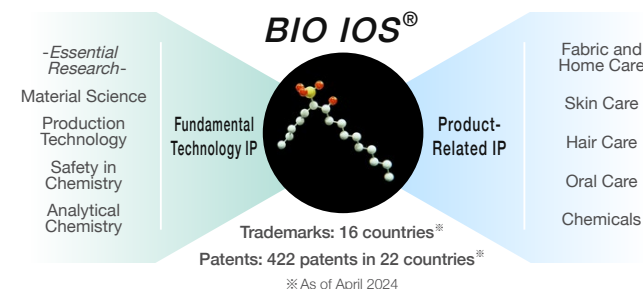 BIO IOS®
-Essential
Research-
Material Science
Production
Technology
Safety in
Chemistry
Analytical
Chemistry
Fundamental
Technology IP
Product-
Related IP
Fabric and
Home Care
Skin Care
Hair Care
Oral Care
Chemicals
Trademarks: 16 countries※
Patents: 422 patents in 22 countries※
※As of April 2024